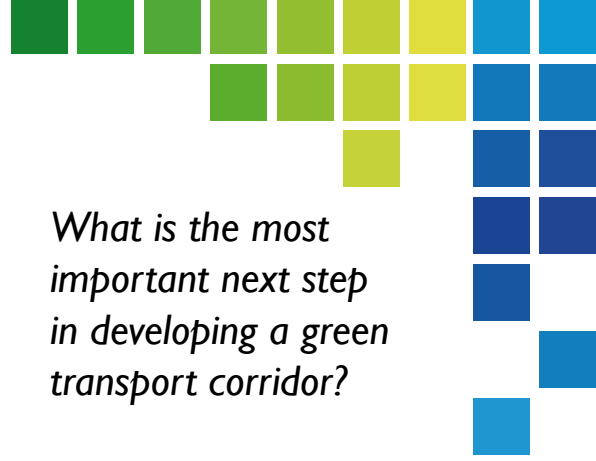 What is the most
important next step
in developing a green
transport corridor?